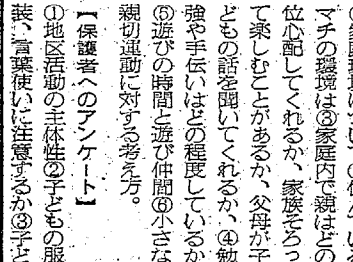 マチの環境は③家庭内で親はどの
位心配してくれるか、家族そろっ
て楽しむことがあるか、父母が子
どもの話を聞いてくれるか、④勉
強や手伝いはどの程度しているか
⑤遊びの時間と遊び仲間⑥小さな
親切運動に対する考え方。
【保護者へのアンケート】
①地区活動の主体性②子どもの服
装、言葉使いに注意するか③子ど